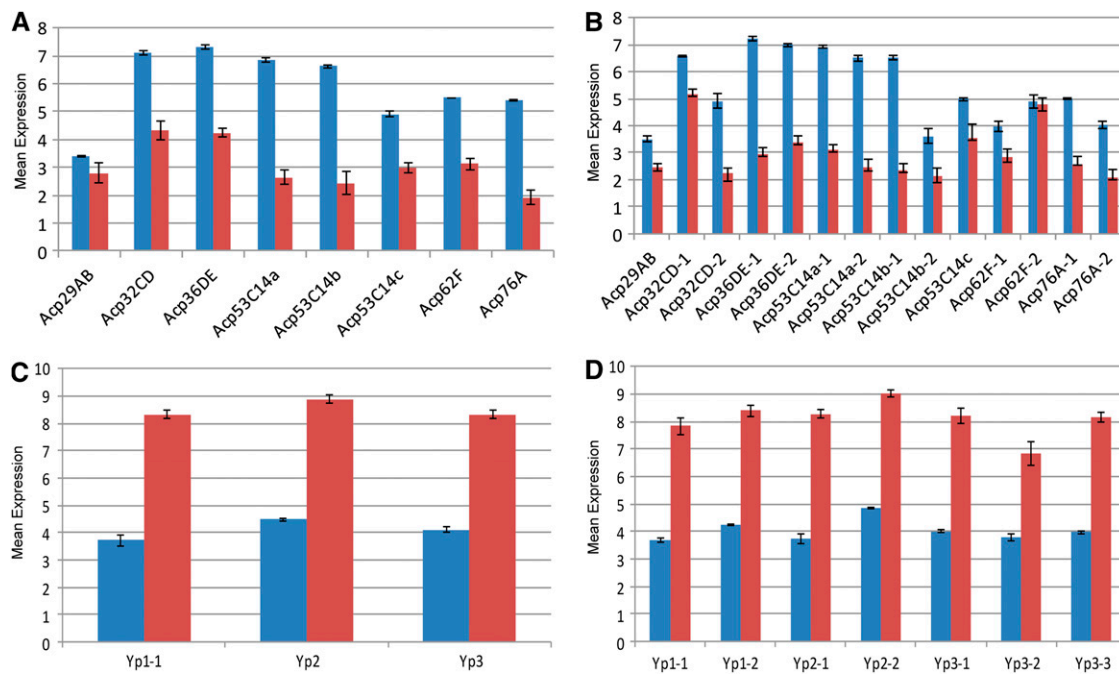 A
Mean Expression
8
7
6
5
4
3
2
1
0
Acp29AB
Acp32CD
Acp36DE
Acp53C14a
Acp53C14b
Acp53C14c
Acp62F
Acp76A
B
Mean Expression
8
7
6
5
4
3
2
1
0
Acp29AB
Acp32CD-1
Acp32CD-2
Acp36DE-1
Acp36DE-2
Acp53C14a-1
Acp53C14a-2
Acp53C14b-1
Acp53C14b-2
Acp53C14c
Acp62F-1
Acp62F-2
Acp76A-1
Acp76A-2
C
Mean Expression
10
9
8
7
6
5
4
3
2
1
0
Yp1-1
Yp2
Yp3
D
Mean Expression
10
9
8
7
6
5
4
3
2
1
0
Yp1-1
Yp1-2
Yp2-1
Yp2-2
Yp3-1
Yp3-2
Yp3-3